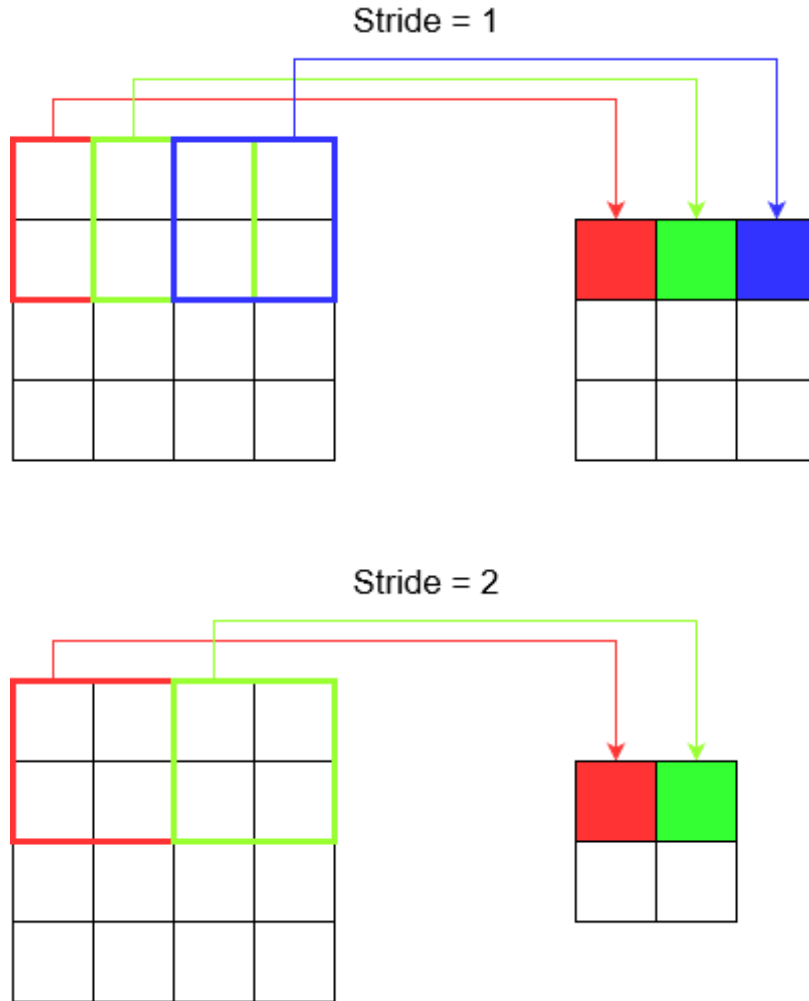 Stride = 1
Stride = 2